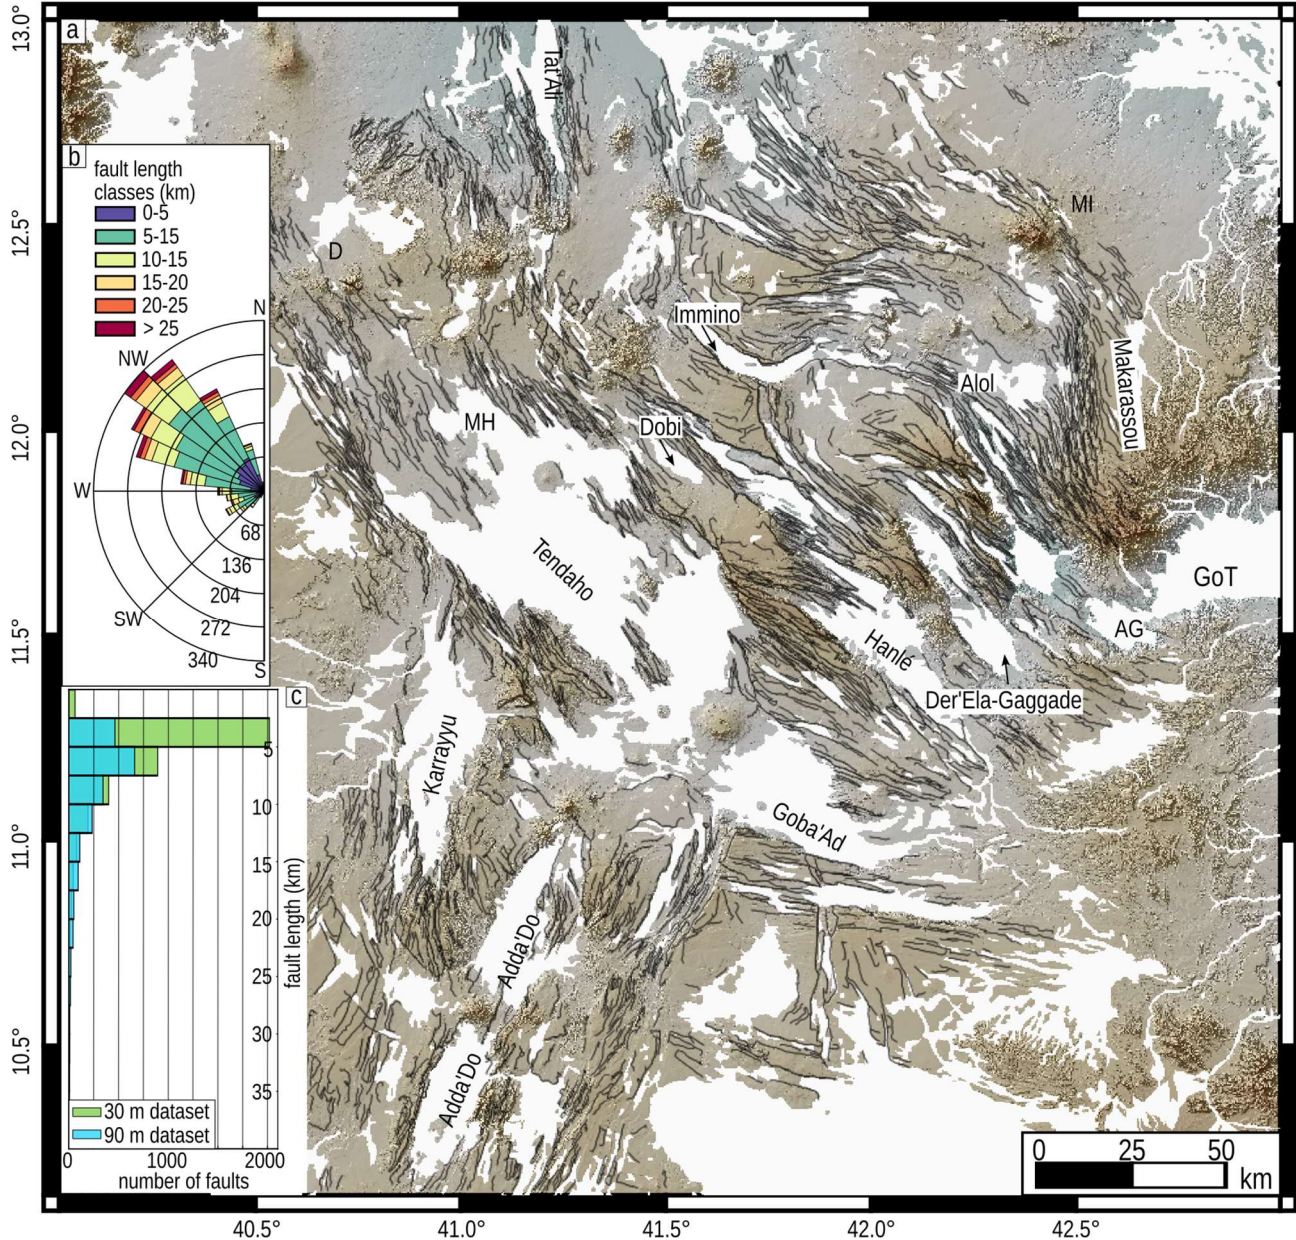 a
13.0°
12.5°
12.0°
11.5°
11.0°
10.5°
40.5°
41.0°
41.5°
42.0°
42.5°
b
fault length
classes (km)
0-5
5-15
10-15
15-20
20-25
> 25
N
NW
W
SW
S
68
136
204
272
340
c
5
10
15
20
25
30
35
fault length (km)
30 m dataset
90 m dataset
0
1000
2000
number of faults
Tat'Ali
D
MI
Immino
Makarassou
Alol
MH
Dobi
Tendaho
GoT
AG
Hanlé
Der'Ela-Gaggade
Karrayyu
Goba'Ad
Adda'Do
Adda'Do
0
25
50
km